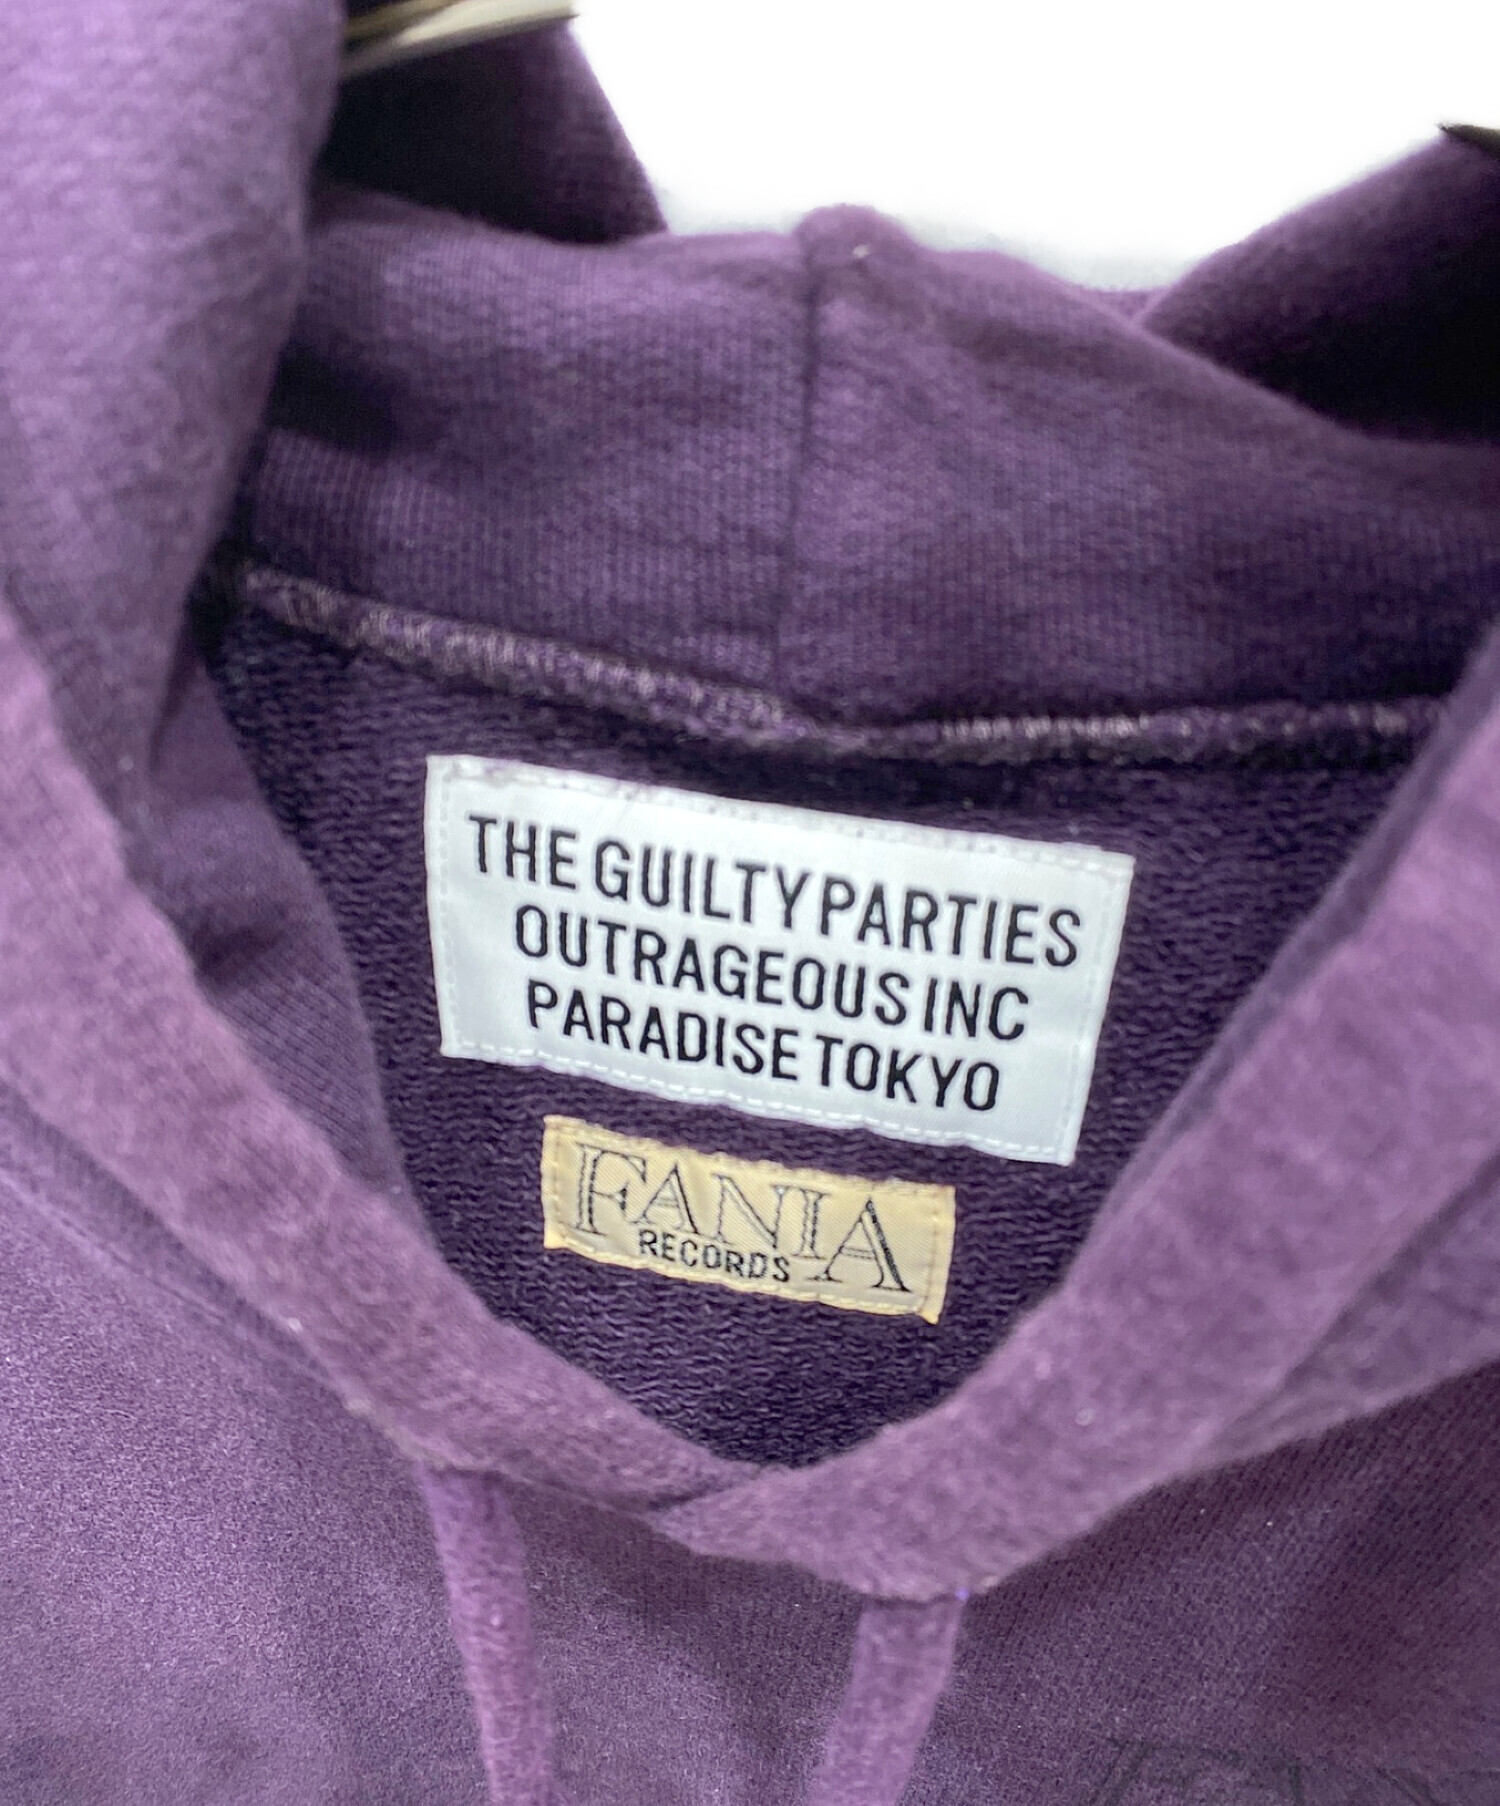 THE GUILTY PARTIES
OUTRAGEOUS INC
PARADISE TOKYO
FANIA
RECORDS